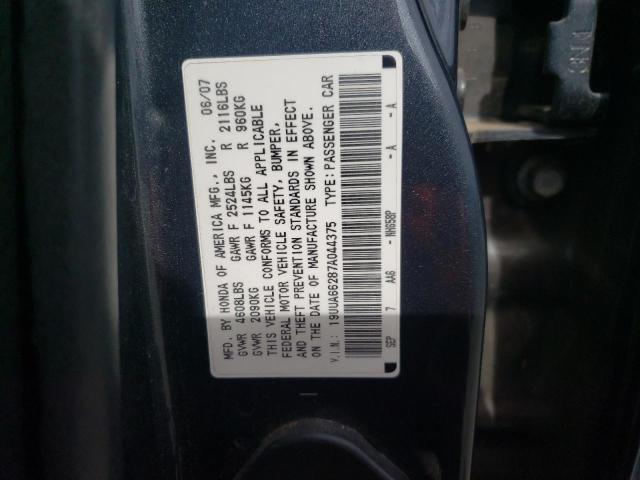 MFD. BY HONDA OF AMERICA MFG., INC. 06/07
GVWR 4608LBS GAWR F 2524LBS R 2116LBS
GVWR 2090KG GAWR F 1145KG R 960KG
THIS VEHICLE CONFORMS TO ALL APPLICABLE
FEDERAL MOTOR VEHICLE SAFETY, BUMPER,
AND THEFT PREVENTION STANDARDS IN EFFECT
ON THE DATE OF MANUFACTURE SHOWN ABOVE.
V.I.N.: 19UUA66287A044375 TYPE: PASSENGER CAR
SEP 7 AA6 - NH658P - A - A